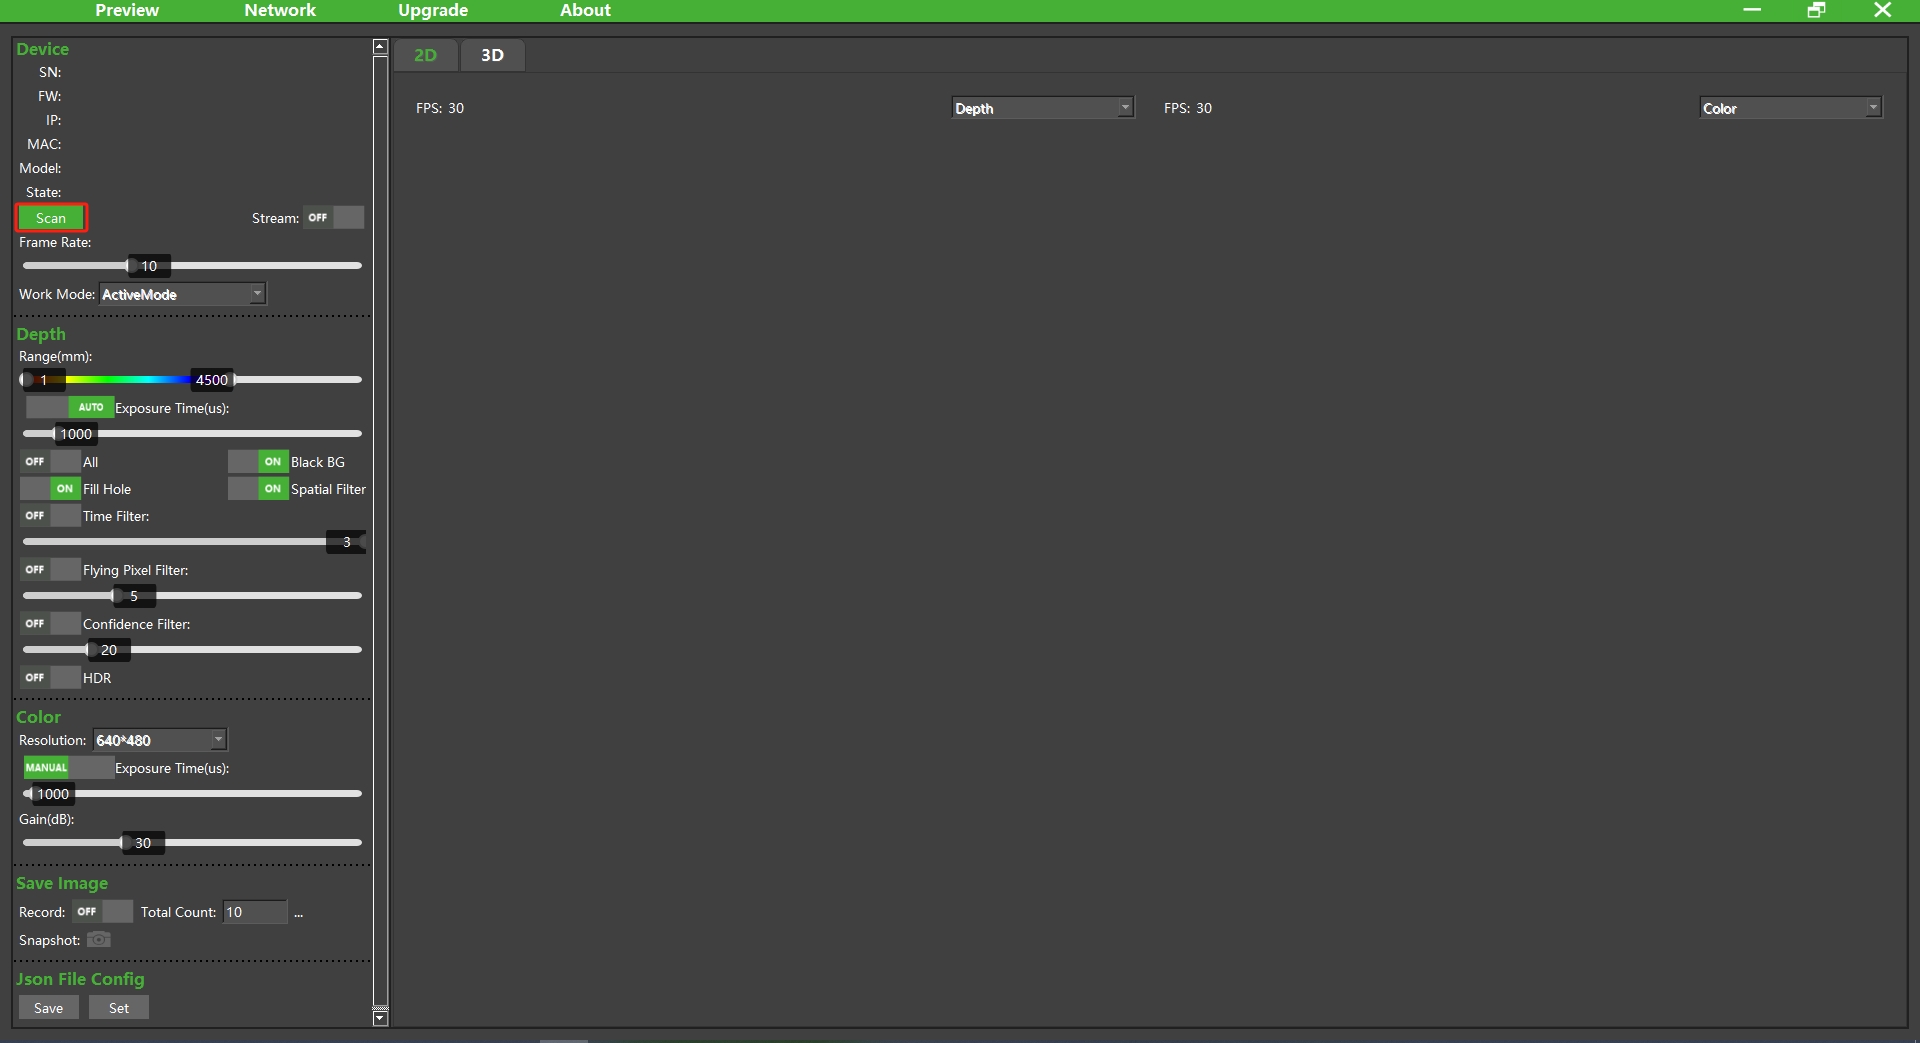 Preview Network Upgrade About
Device
SN:
FW:
IP:
MAC:
Model:
State:
Scan Stream: OFF
Frame Rate:
10
Work Mode: ActiveMode
Depth
Range(mm):
1 4500
AUTO Exposure Time(us):
1000
OFF All ON Black BG
ON Fill Hole ON Spatial Filter
OFF Time Filter:
3
OFF Flying Pixel Filter:
5
OFF Confidence Filter:
20
OFF HDR
Color
Resolution: 640*480
MANUAL Exposure Time(us):
1000
Gain(dB):
30
Save Image
Record: OFF Total Count: 10 ...
Snapshot:
Json File Config
Save Set
2D 3D
FPS: 30 Depth FPS: 30 Color